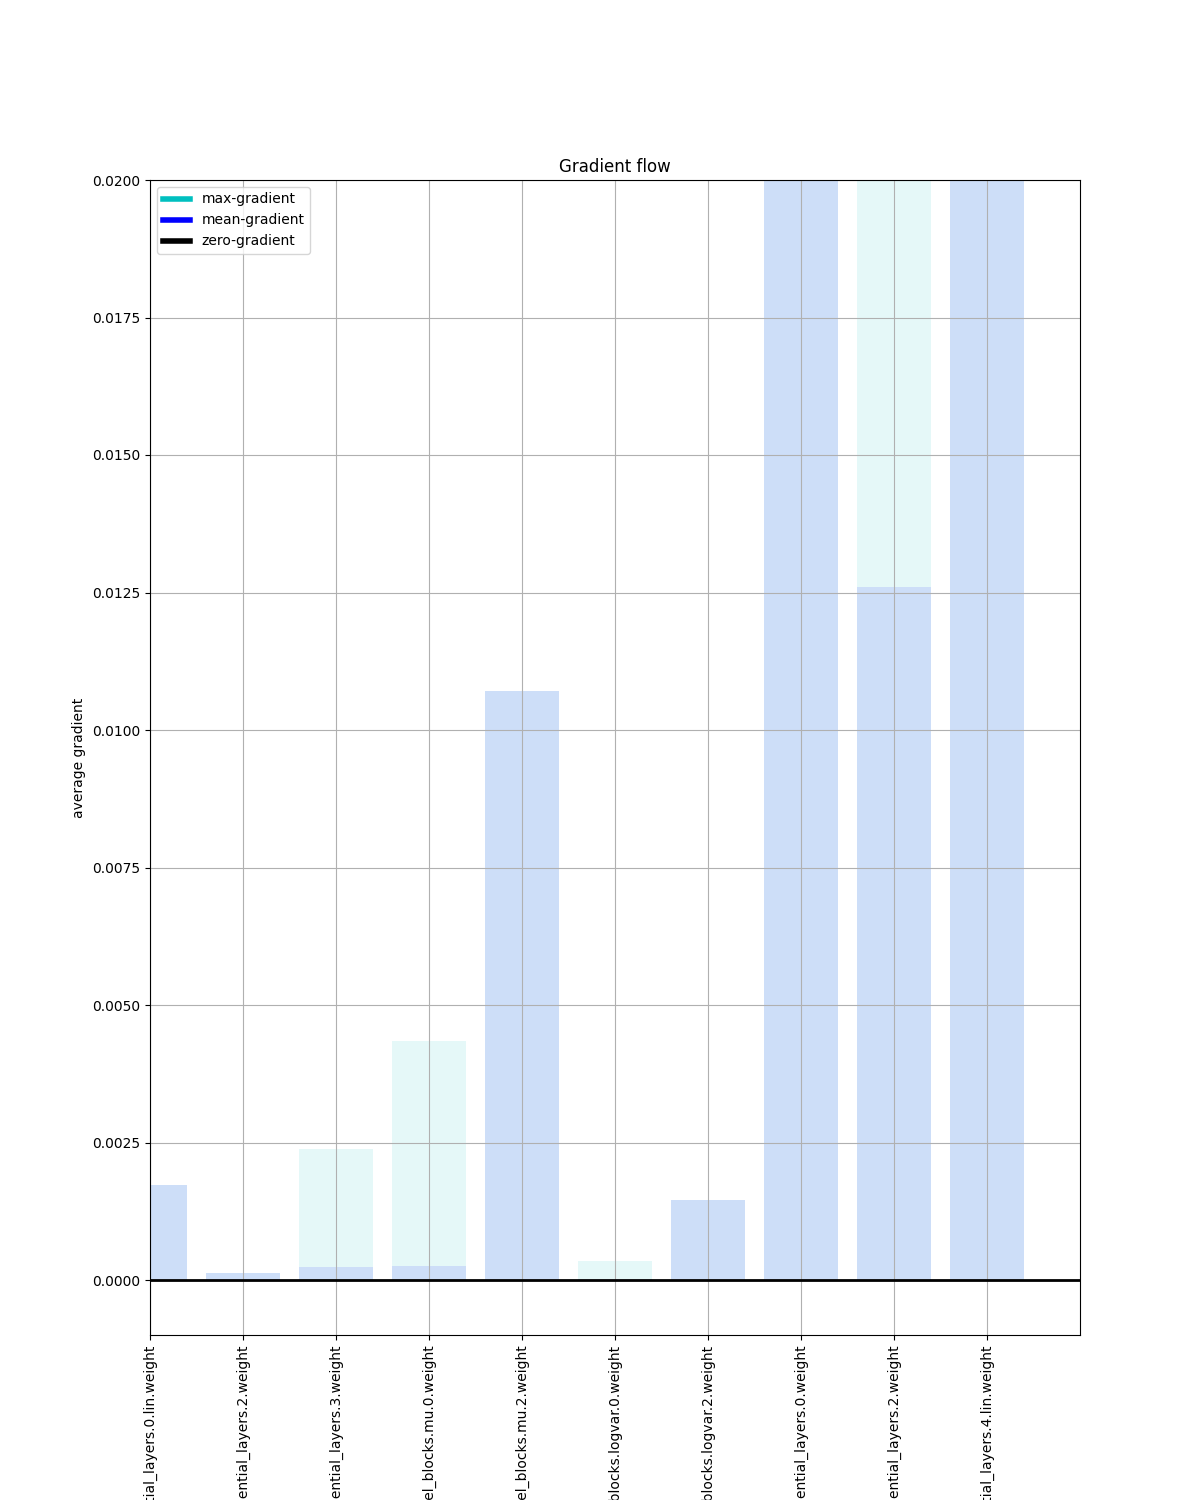 Gradient flow
max-gradient
mean-gradient
zero-gradient
0.0200
0.0175
0.0150
0.0125
0.0100
0.0075
0.0050
0.0025
0.0000
average gradient
tial_layers.0.lin.weight
ential_layers.2.weight
ential_layers.3.weight
el_blocks.mu.0.weight
el_blocks.mu.2.weight
blocks.logvar.0.weight
blocks.logvar.2.weight
ential_layers.0.weight
ential_layers.2.weight
tial_layers.4.lin.weight